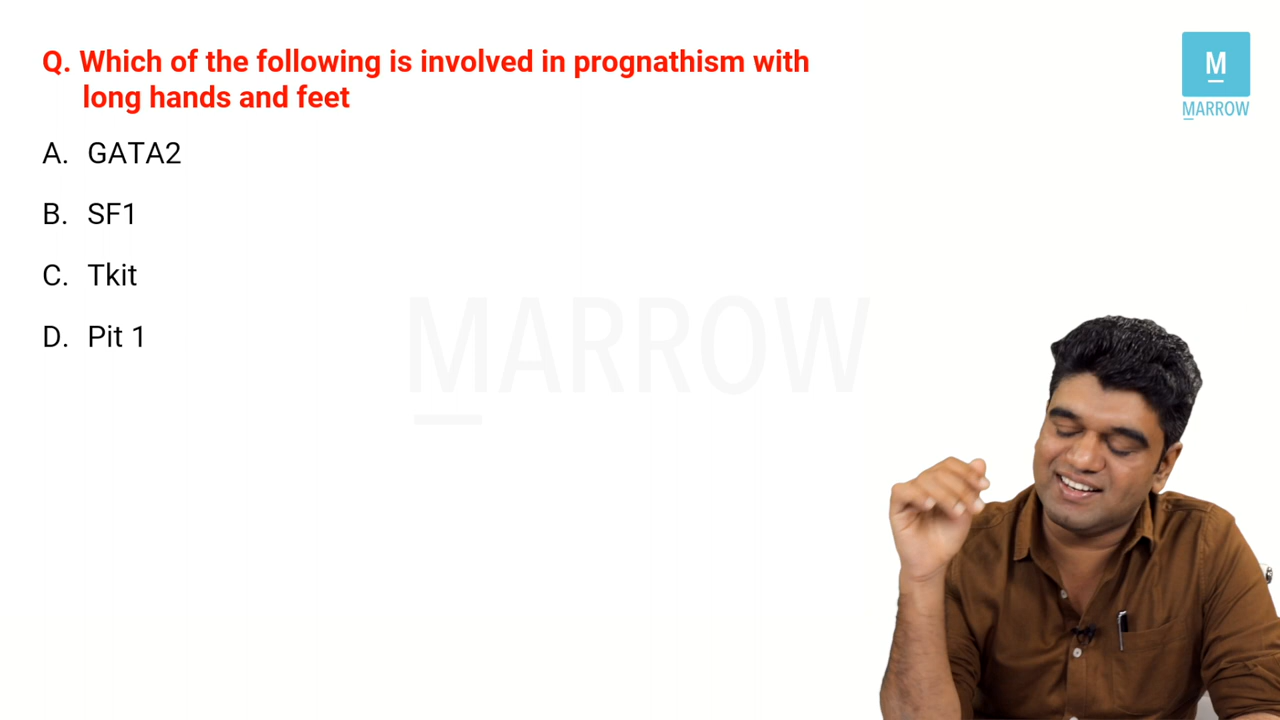 Q. Which of the following is involved in prognathism with
long hands and feet
M
MARROW
A. GATA2
B. SF1
C. Tkit
D. Pit 1
MARROW